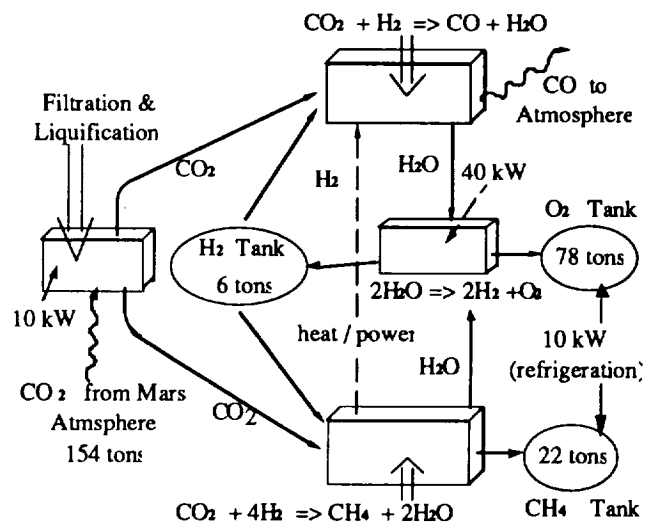 CO₂ + H₂ => CO + H₂O
CO to
Atmosphere
Filtration &
Liquification
CO₂
H₂
H₂O
40 kW
O₂ Tank
78 tons
H₂ Tank
6 tons
2H₂O => 2H₂ +O₂
10 kW
heat / power
H₂O
10 kW
(refrigeration)
CO₂ from Mars
Atmsphere
154 tons
CO₂
22 tons
CH₄ Tank
CO₂ + 4H₂ => CH₄ + 2H₂O